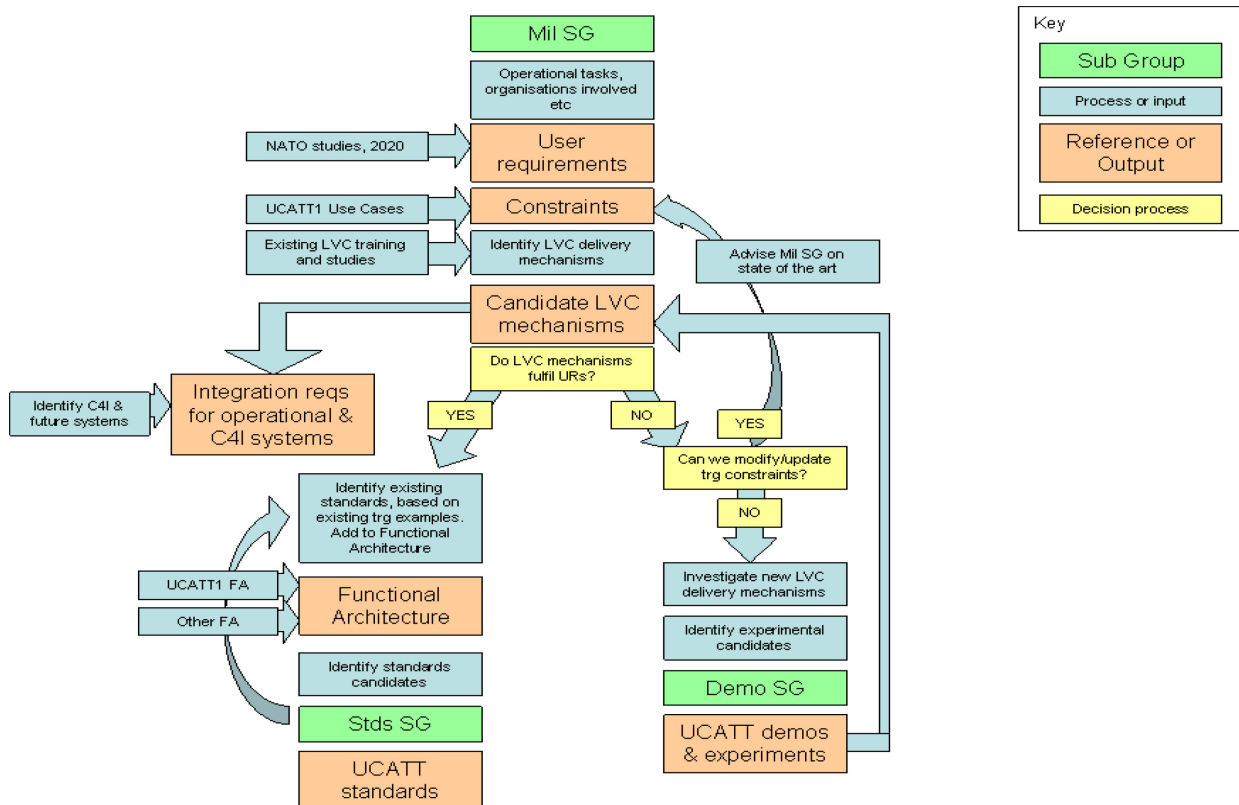 Mil SG
Operational tasks,
organisations involved
etc
NATO studies, 2020
User
requirements
UCATT1 Use Cases
Constraints
Existing LVC training
and studies
Identify LVC delivery
mechanisms
Advise Mil SG on
state of the art
Candidate LVC
mechanisms
Do LVC mechanisms
fulfil URs?
Identify C4I &
future systems
Integration reqs
for operational &
C4I systems
YES
NO
YES
Can we modify/update
trg constraints?
NO
Identify existing
standards, based on
existing trg examples.
Add to Functional
Architecture
UCATT1 FA
Other FA
Functional
Architecture
Identify standards
candidates
Stds SG
UCATT
standards
Investigate new LVC
delivery mechanisms
Identify experimental
candidates
Demo SG
UCATT demos
& experiments
Key
Sub Group
Process or input
Reference or
Output
Decision process